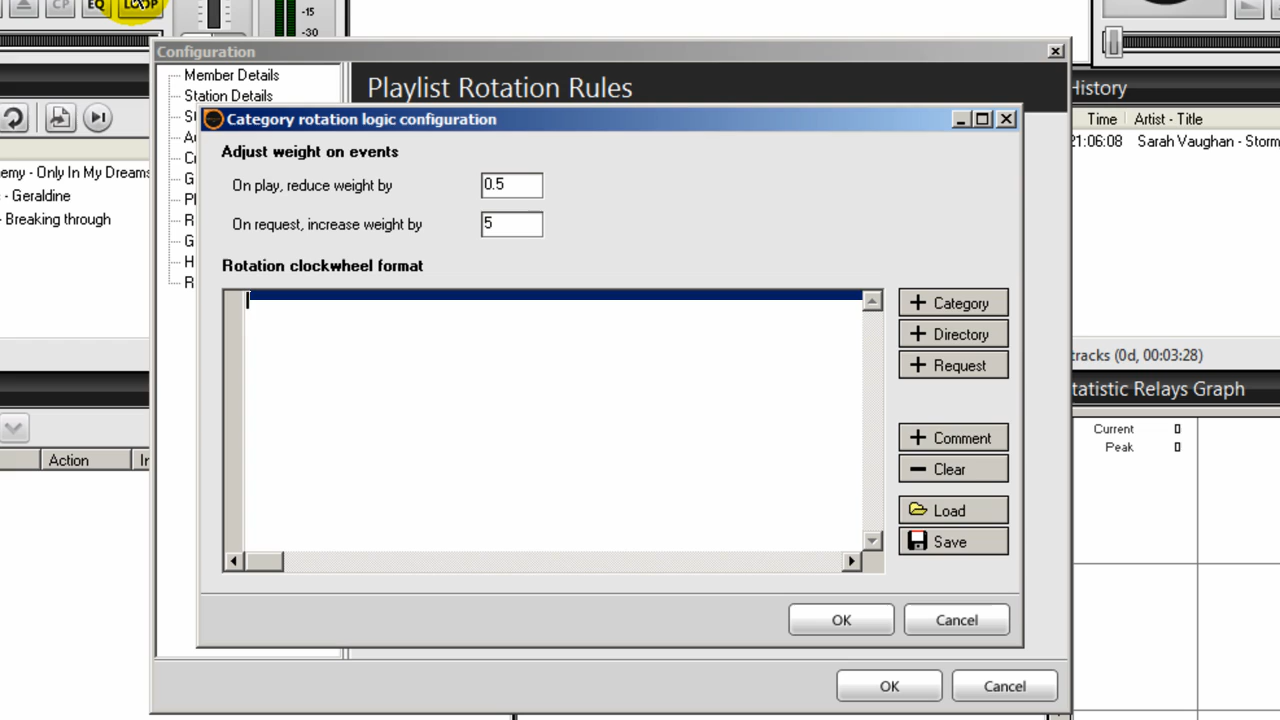 CP
EQ
LOOP
-15
-30
Configuration
Member Details
Station Details
Playlist Rotation Rules
History
Category rotation logic configuration
Time
Artist - Title
21:06:08
Sarah Vaughan - Storm
Adjust weight on events
On play, reduce weight by
0.5
On request, increase weight by
5
emy - Only In My Dreams
- Geraldine
- Breaking through
Rotation clockwheel format
+ Category
+ Directory
+ Request
+ Comment
Clear
Load
Save
OK
Cancel
OK
Cancel
tracks (0d, 00:03:28)
tatistic Relays Graph
Current 0
Peak 0
Action
In